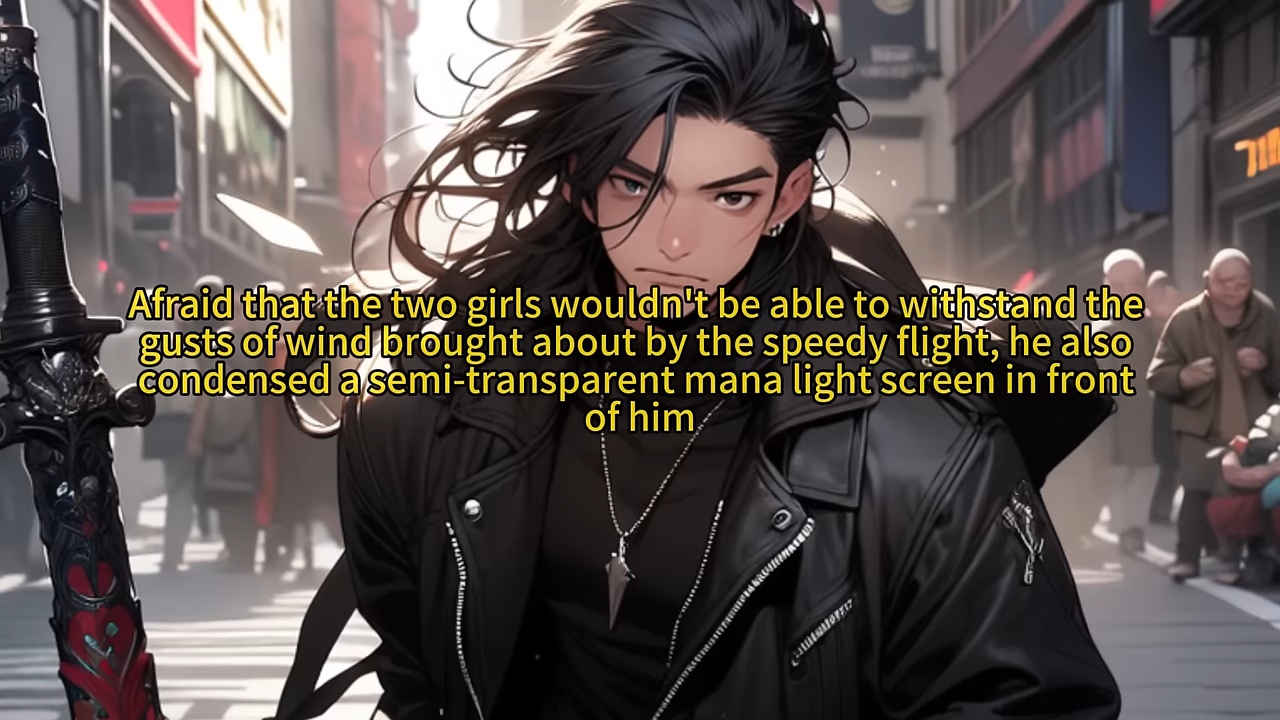 Afraid that the two girls wouldn't be able to withstand the
gusts of wind brought about by the speedy flight, he also
condensed a semi-transparent mana light screen in front
of him